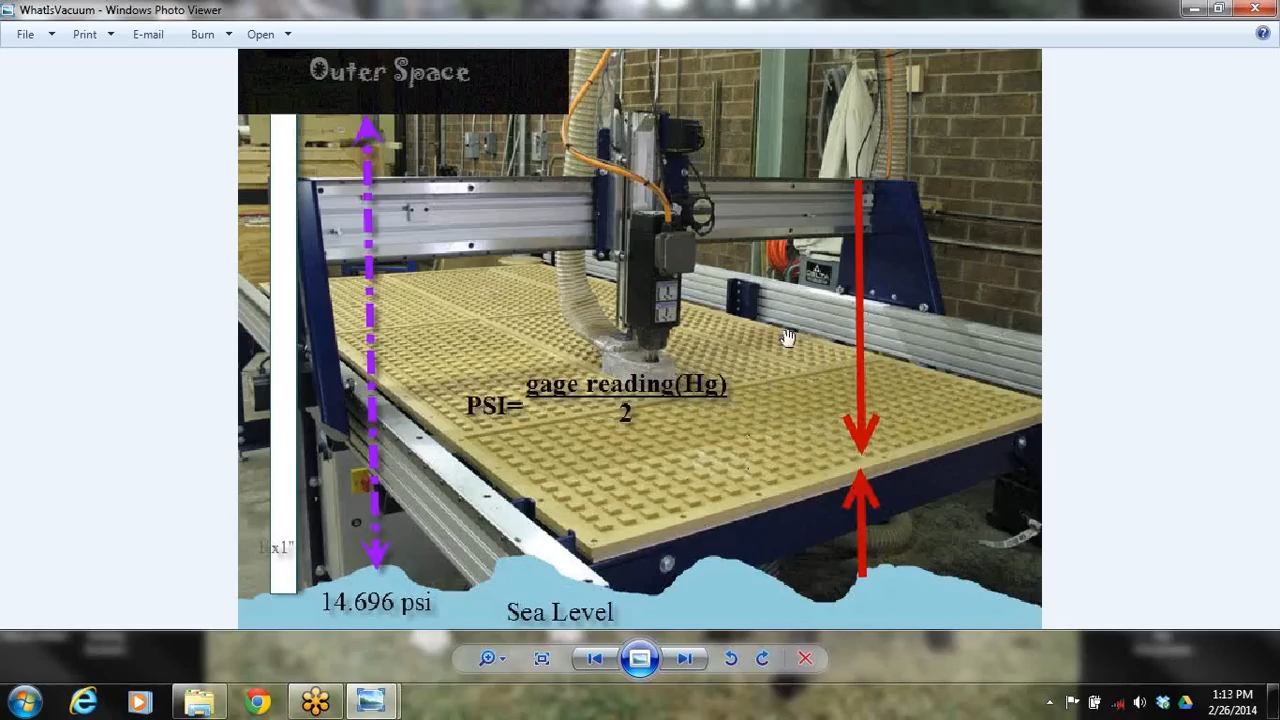 WhatIsVacuum - Windows Photo Viewer
File Print E-mail Burn Open
Outer Space
PSI= gage reading(Hg)
2
14.696 psi
Sea Level
DELTA
1:13 PM
2/26/2014